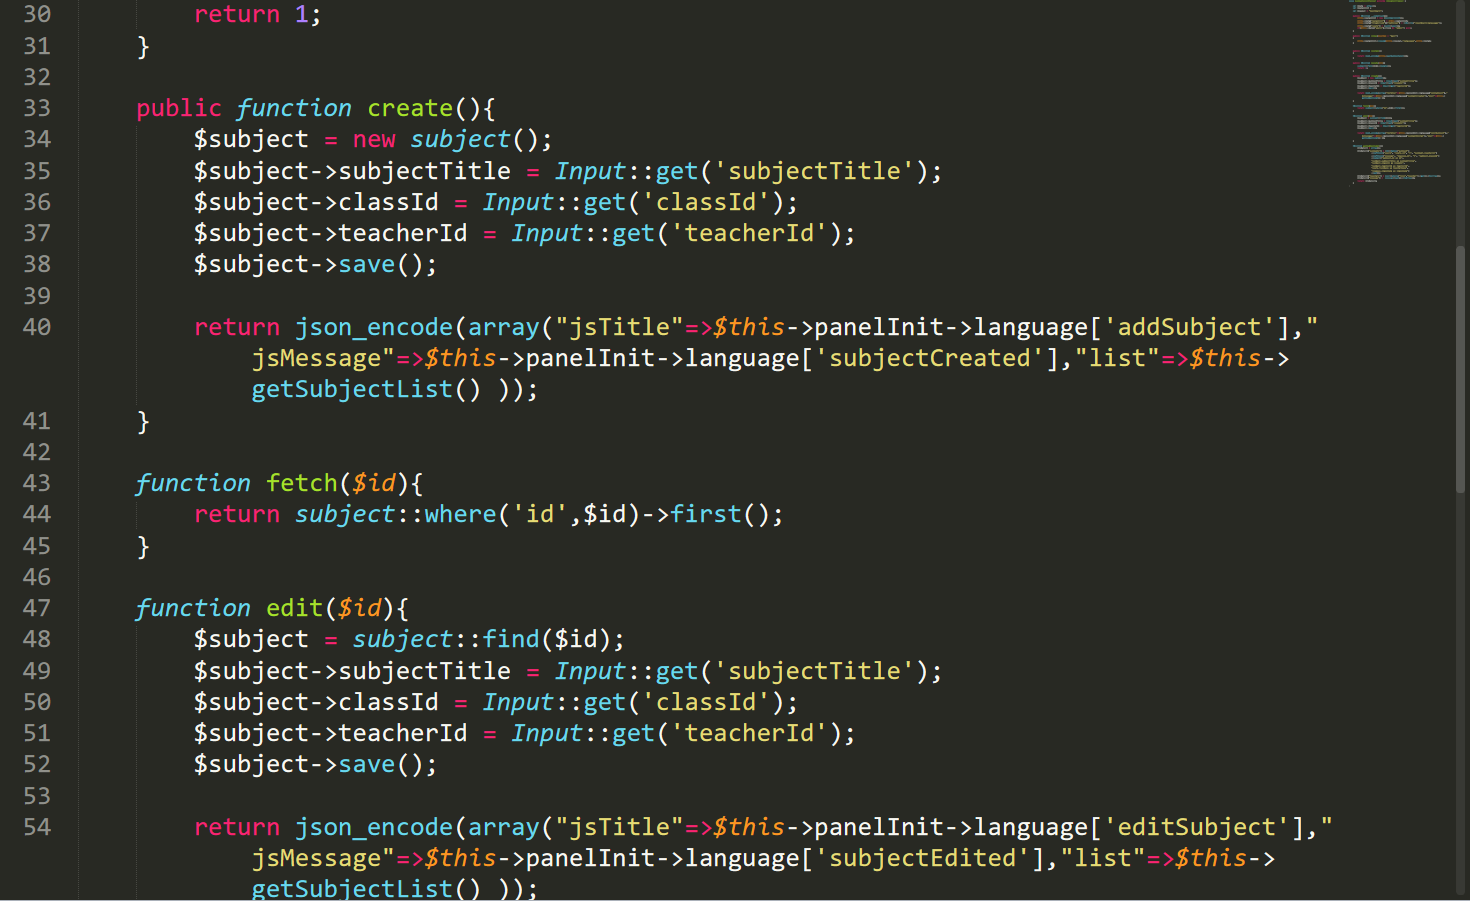 30 return 1;
31 }
32
33 public function create(){
34 $subject = new subject();
35 $subject->subjectTitle = Input::get('subjectTitle');
36 $subject->classId = Input::get('classId');
37 $subject->teacherId = Input::get('teacherId');
38 $subject->save();
39
40 return json_encode(array("jsTitle"=>$this->panelInit->language['addSubject'],"
jsMessage"=>$this->panelInit->language['subjectCreated'],"list"=>$this->
getSubjectList() ));
41 }
42
43 function fetch($id){
44 return subject::where('id',$id)->first();
45 }
46
47 function edit($id){
48 $subject = subject::find($id);
49 $subject->subjectTitle = Input::get('subjectTitle');
50 $subject->classId = Input::get('classId');
51 $subject->teacherId = Input::get('teacherId');
52 $subject->save();
53
54 return json_encode(array("jsTitle"=>$this->panelInit->language['editSubject'],"
jsMessage"=>$this->panelInit->language['subjectEdited'],"list"=>$this->
getSubjectList() ));